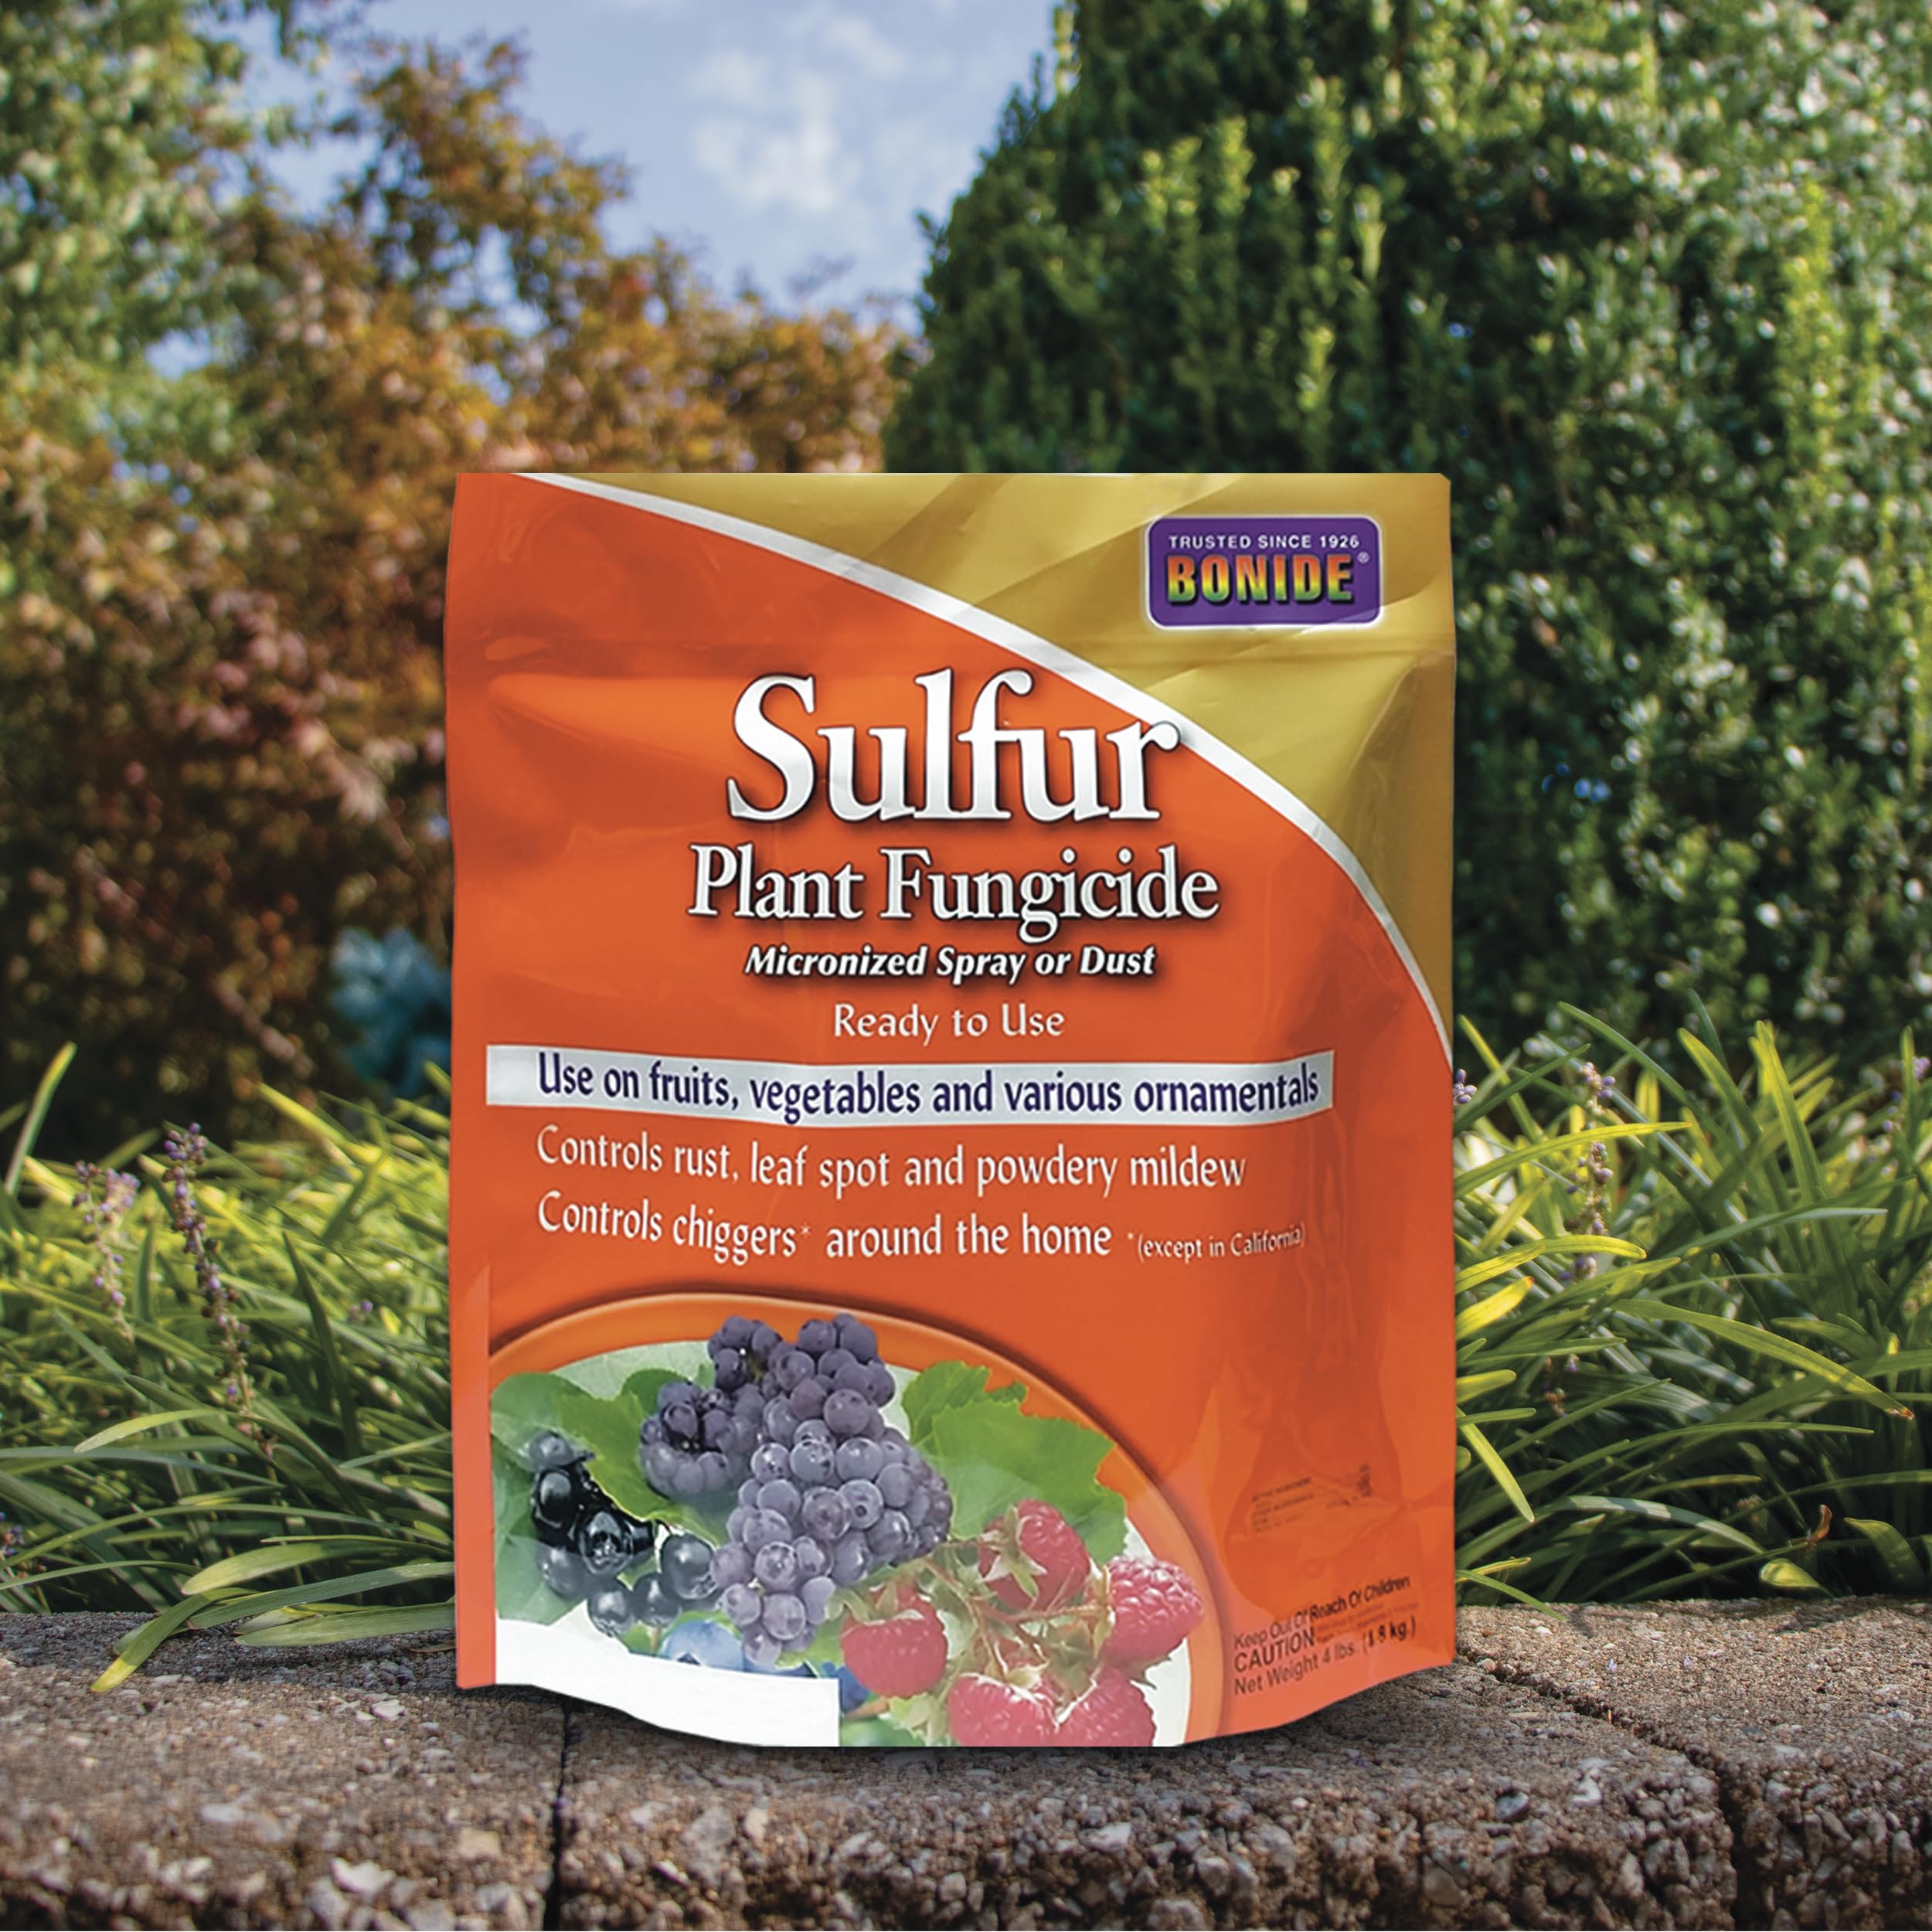 TRUSTED SINCE 1926
BONIDE®
Sulfur
Plant Fungicide
Micronized Spray or Dust
Ready to Use
Use on fruits, vegetables and various ornamentals
Controls rust, leaf spot and powdery mildew
Controls chiggers* around the home *(except in California)
Keep Out Of Reach Of Children
CAUTION
Net Weight 4 lbs. (1.8 kg.)